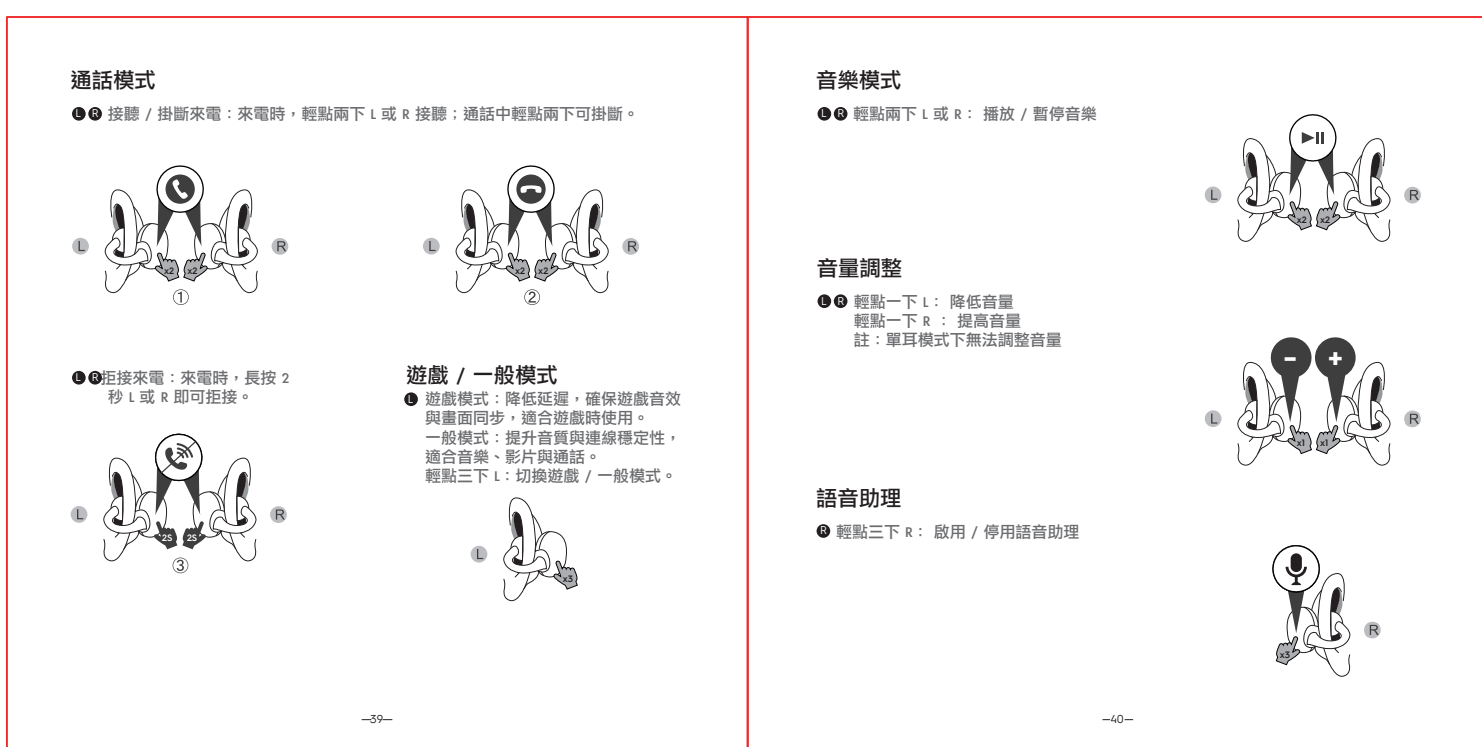 通話模式
L R 接聽 / 掛斷來電：來電時，輕點兩下 L 或 R 接聽；通話中輕點兩下可掛斷。
L x2 x2 R
①
L x2 x2 R
②
L R 拒接來電：來電時，長按 2
秒 L 或 R 即可拒接。
L 2S 2S R
③
遊戲 / 一般模式
L 遊戲模式：降低延遲，確保遊戲音效
與畫面同步，適合遊戲時使用。
一般模式：提升音質與連線穩定性，
適合音樂、影片與通話。
輕點三下 L：切換遊戲 / 一般模式。
L x3
—39—
音樂模式
L R 輕點兩下 L 或 R： 播放 / 暫停音樂
L x2 x2 R
音量調整
L R 輕點一下 L： 降低音量
輕點一下 R ： 提高音量
註：單耳模式下無法調整音量
- +
L x1 x1 R
語音助理
R 輕點三下 R： 啟用 / 停用語音助理
x3 R
—40—